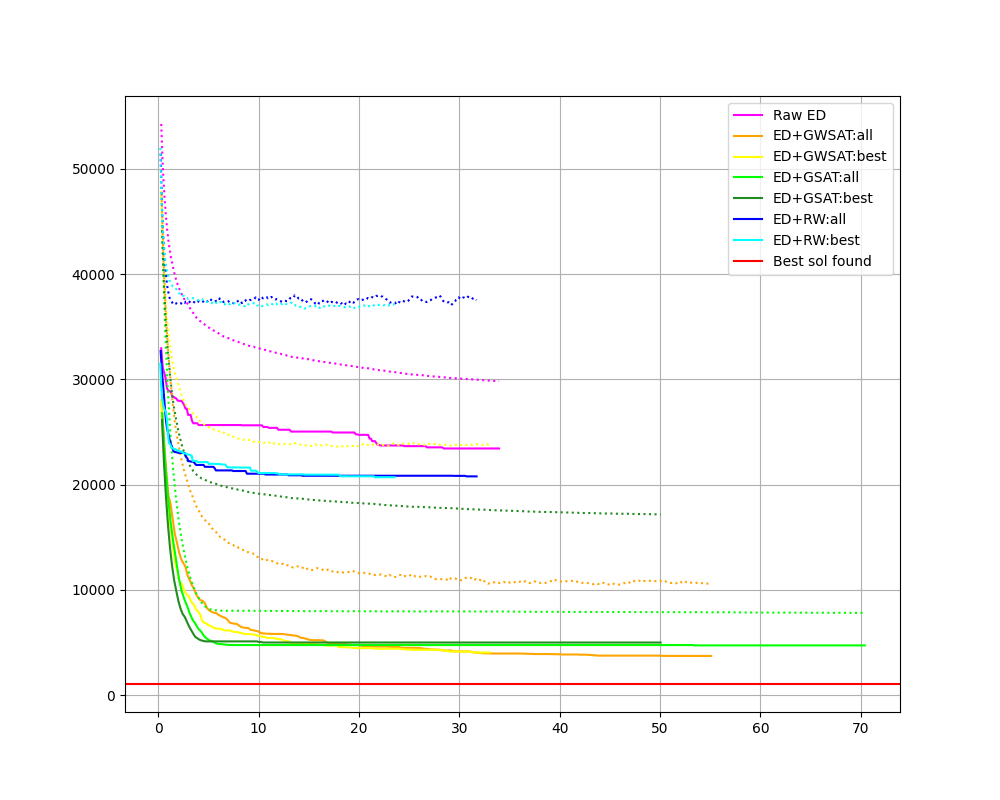 Raw ED
ED+GWSAT:all
ED+GWSAT:best
ED+GSAT:all
ED+GSAT:best
ED+RW:all
ED+RW:best
Best sol found
50000
40000
30000
20000
10000
0
0 10 20 30 40 50 60 70